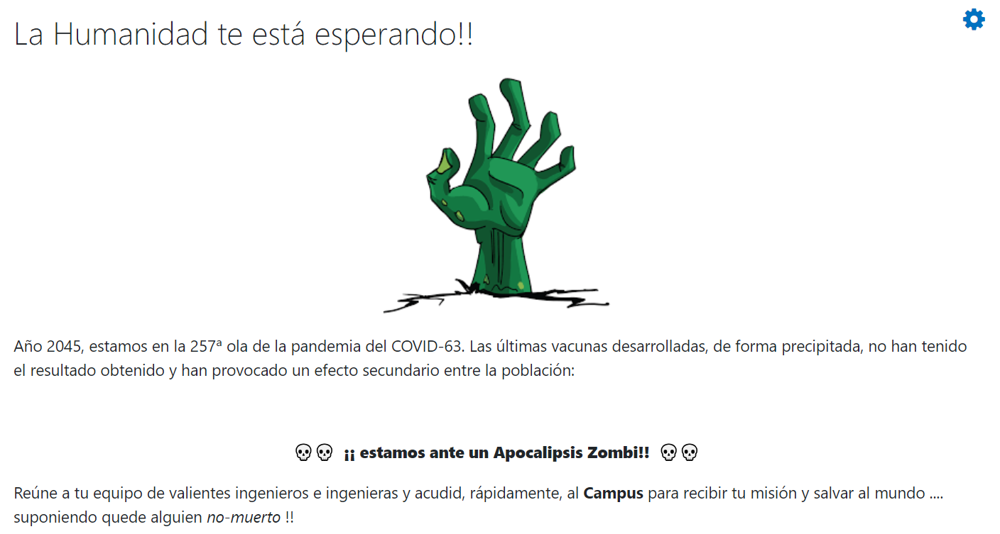 La Humanidad te está esperando!!
Año 2045, estamos en la 257ª ola de la pandemia del COVID-63. Las últimas vacunas desarrolladas, de forma precipitada, no han tenido
el resultado obtenido y han provocado un efecto secundario entre la población:
💀💀 ¡¡ estamos ante un Apocalipsis Zombi!! 💀💀
Reúne a tu equipo de valientes ingenieros e ingenieras y acudid, rápidamente, al Campus para recibir tu misión y salvar al mundo ....
suponiendo quede alguien no-muerto !!